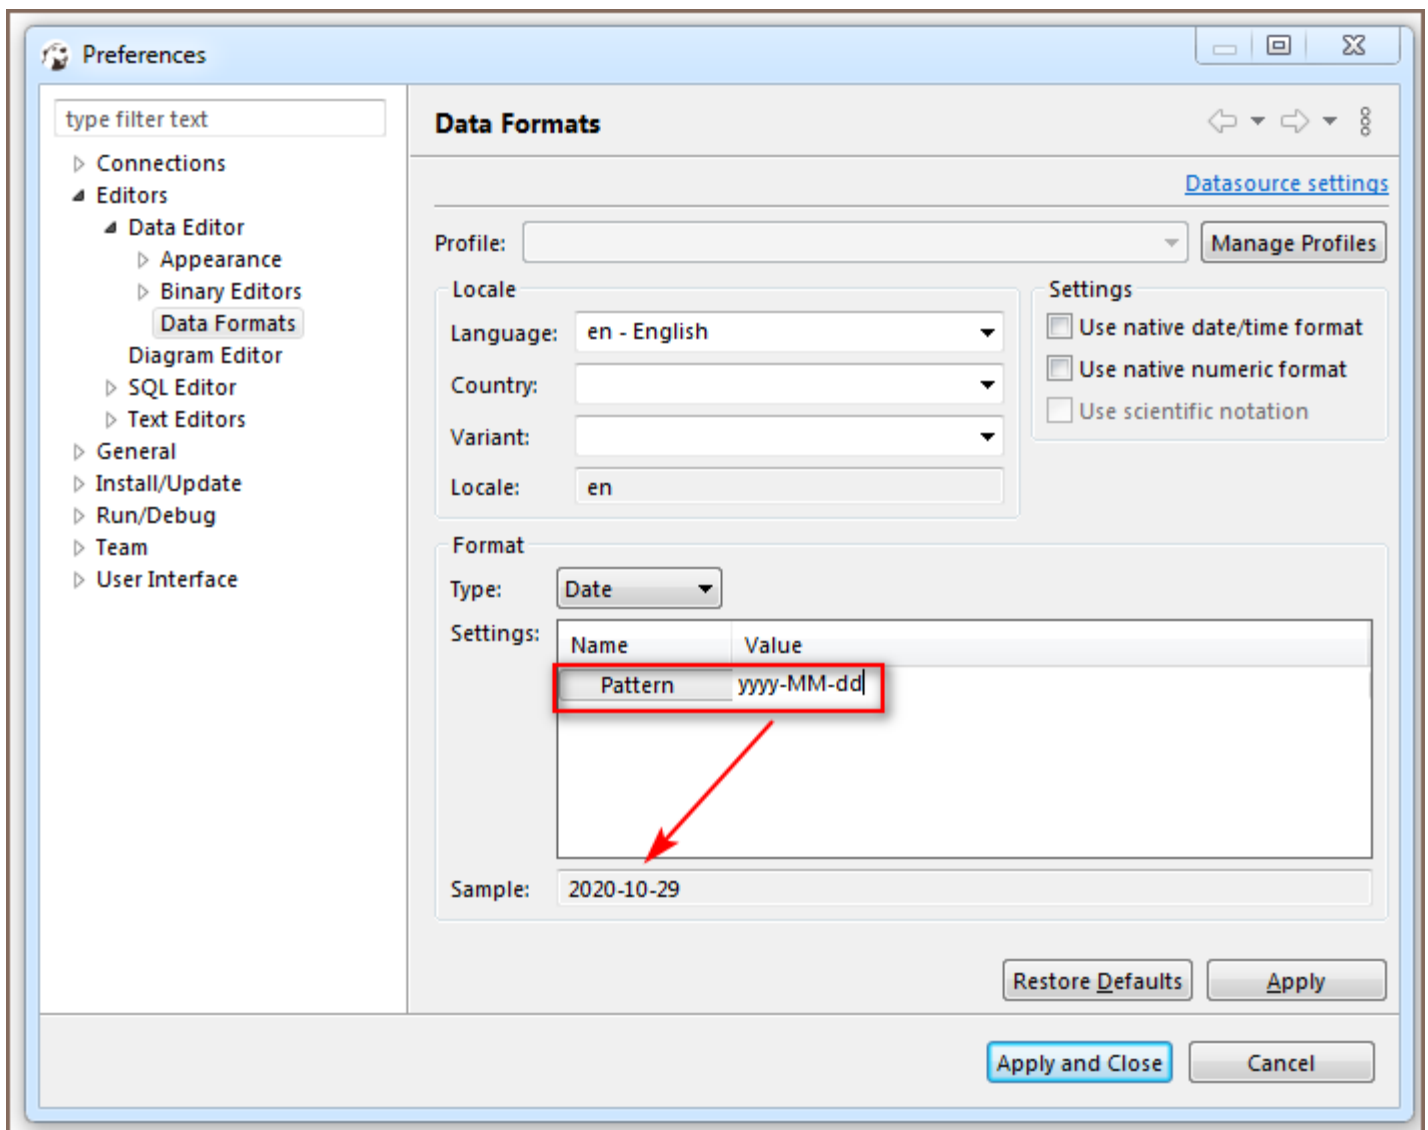 Preferences
type filter text
Connections
Editors
Data Editor
Appearance
Binary Editors
Data Formats
Diagram Editor
SQL Editor
Text Editors
General
Install/Update
Run/Debug
Team
User Interface
Data Formats
Datasource settings
Profile:
Manage Profiles
Locale
Language: en - English
Country:
Variant:
Locale: en
Settings
Use native date/time format
Use native numeric format
Use scientific notation
Format
Type: Date
Settings:
Name Value
Pattern yyyy-MM-dd
Sample: 2020-10-29
Restore Defaults Apply
Apply and Close Cancel